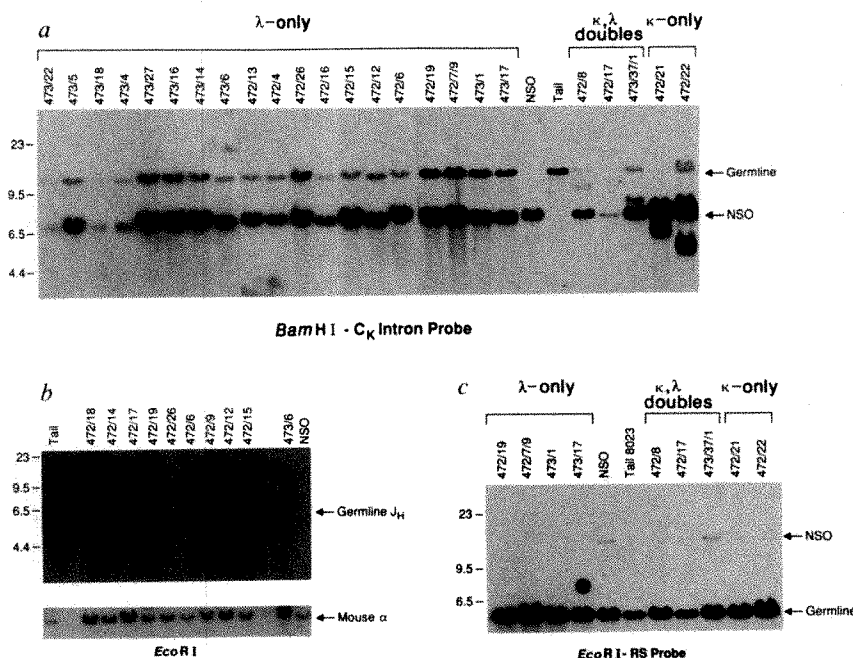 a
λ-only
κ, λ doubles
κ-only
473/22
473/5
473/18
473/4
473/27
473/16
473/14
473/6
472/13
472/4
472/26
472/16
472/15
472/12
472/6
472/19
472/7/9
473/1
473/17
NSO
Tail
472/8
472/17
473/37/1
472/21
472/22
23
9.5
6.5
4.4
Germline
NSO
BamHI - CK Intron Probe
b
Tail
472/18
472/14
472/17
472/19
472/26
472/6
472/9
472/12
472/15
473/6
NSO
23
9.5
6.5
4.4
Germline JH
Mouse α
EcoRI
c
λ-only
κ, λ doubles
κ-only
472/19
472/7/9
473/1
473/17
NSO
Tail 8023
472/8
472/17
473/37/1
472/21
472/22
23
9.5
6.5
NSO
Germline
EcoRI- RS Probe